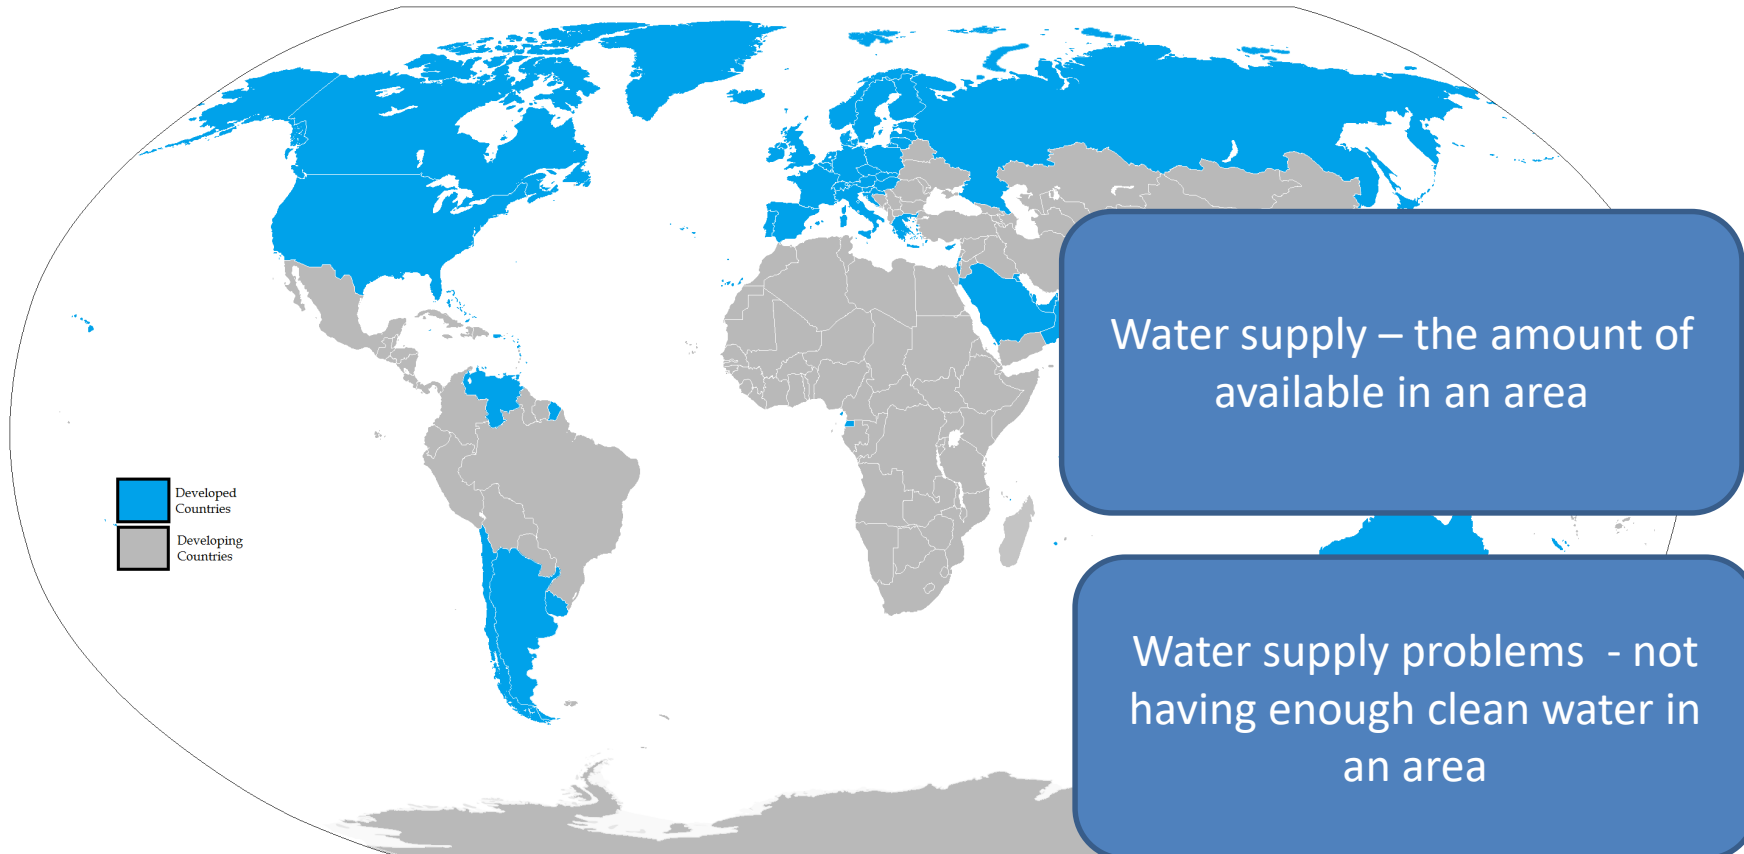 Developed
Countries
Developing
Countries
Water supply – the amount of
available in an area
Water supply problems - not
having enough clean water in
an area